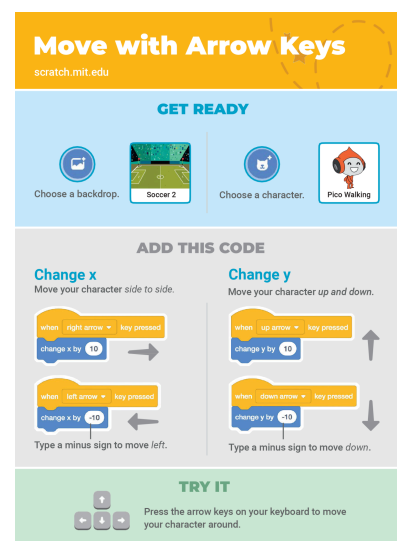 Move with Arrow Keys
scratch.mit.edu
GET READY
Choose a backdrop.
Soccer 2
Choose a character.
Pico Walking
ADD THIS CODE
Change x
Move your character side to side.
when right arrow key pressed
change x by 10
when left arrow key pressed
change x by -10
Type a minus sign to move left.
Change y
Move your character up and down.
when up arrow key pressed
change y by 10
when down arrow key pressed
change y by -10
Type a minus sign to move down.
TRY IT
Press the arrow keys on your keyboard to move
your character around.